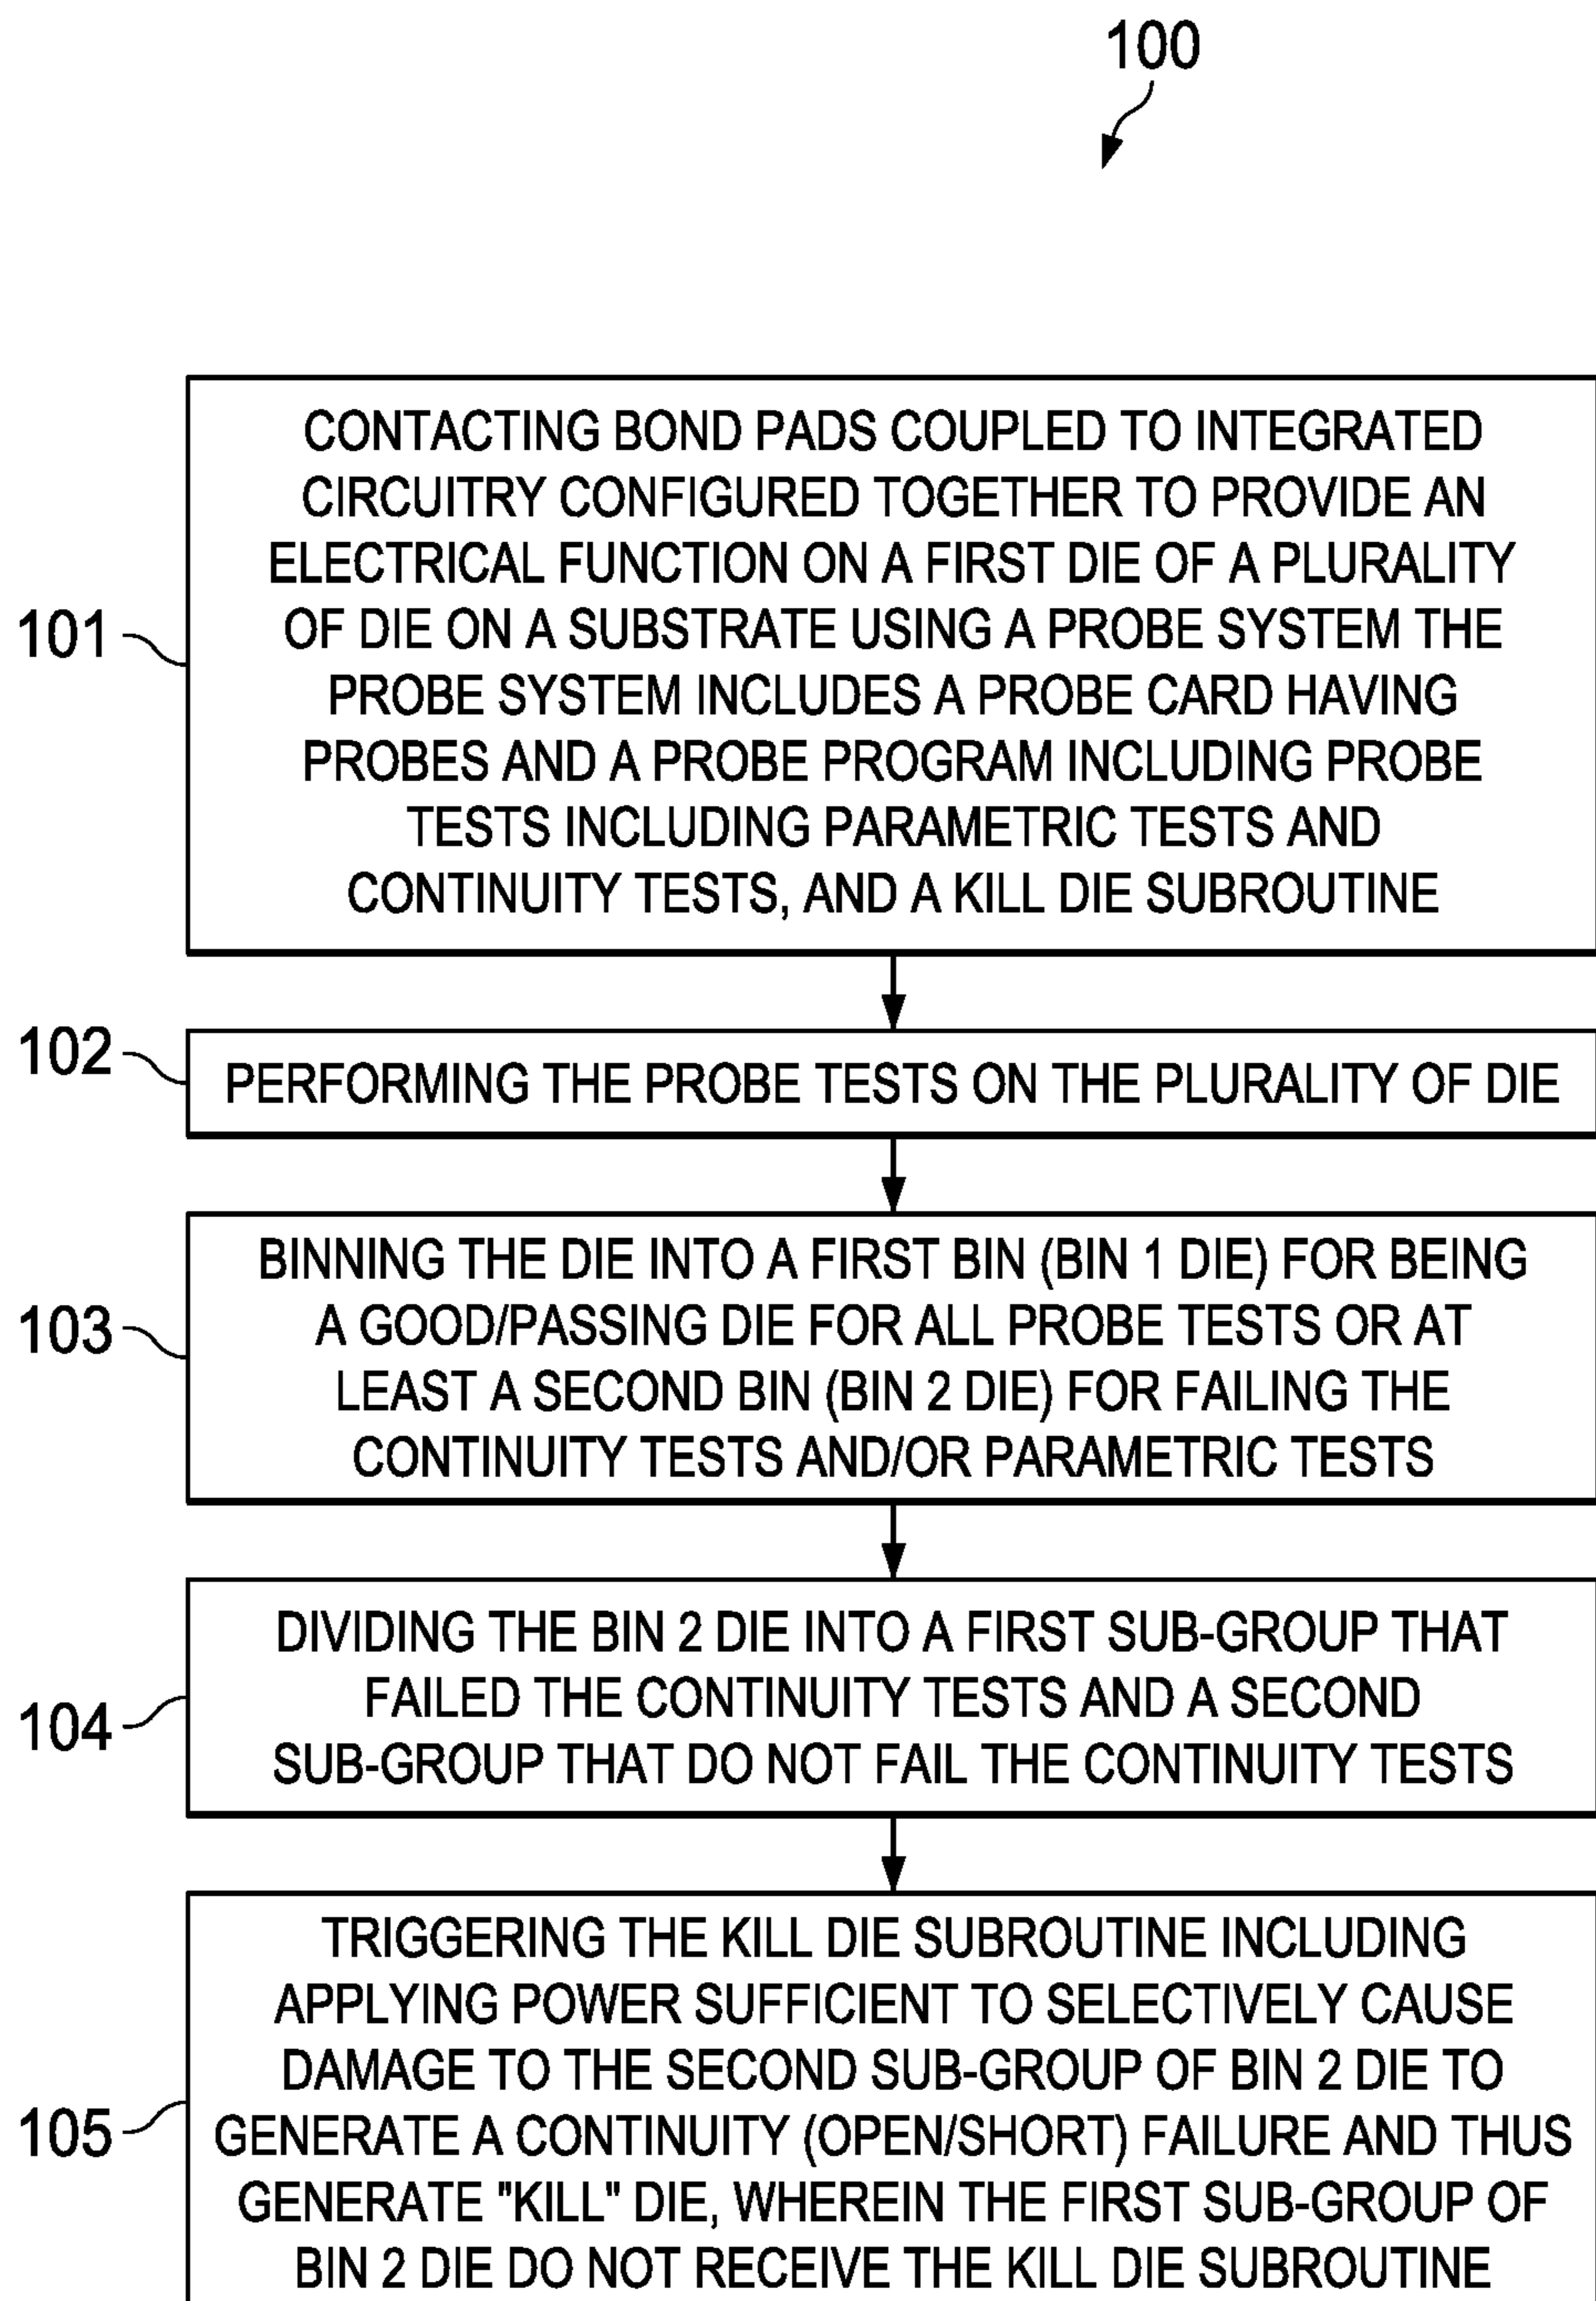 100
101
CONTACTING BOND PADS COUPLED TO INTEGRATED
CIRCUITRY CONFIGURED TOGETHER TO PROVIDE AN
ELECTRICAL FUNCTION ON A FIRST DIE OF A PLURALITY
OF DIE ON A SUBSTRATE USING A PROBE SYSTEM THE
PROBE SYSTEM INCLUDES A PROBE CARD HAVING
PROBES AND A PROBE PROGRAM INCLUDING PROBE
TESTS INCLUDING PARAMETRIC TESTS AND
CONTINUITY TESTS, AND A KILL DIE SUBROUTINE
102
PERFORMING THE PROBE TESTS ON THE PLURALITY OF DIE
103
BINNING THE DIE INTO A FIRST BIN (BIN 1 DIE) FOR BEING
A GOOD/PASSING DIE FOR ALL PROBE TESTS OR AT
LEAST A SECOND BIN (BIN 2 DIE) FOR FAILING THE
CONTINUITY TESTS AND/OR PARAMETRIC TESTS
104
DIVIDING THE BIN 2 DIE INTO A FIRST SUB-GROUP THAT
FAILED THE CONTINUITY TESTS AND A SECOND
SUB-GROUP THAT DO NOT FAIL THE CONTINUITY TESTS
105
TRIGGERING THE KILL DIE SUBROUTINE INCLUDING
APPLYING POWER SUFFICIENT TO SELECTIVELY CAUSE
DAMAGE TO THE SECOND SUB-GROUP OF BIN 2 DIE TO
GENERATE A CONTINUITY (OPEN/SHORT) FAILURE AND THUS
GENERATE "KILL" DIE, WHEREIN THE FIRST SUB-GROUP OF
BIN 2 DIE DO NOT RECEIVE THE KILL DIE SUBROUTINE